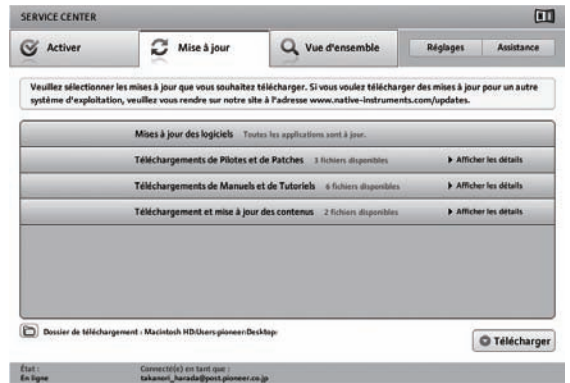 SERVICE CENTER
Activer
Mise à jour
Vue d'ensemble
Réglages
Assistance
Veuillez sélectionner les mises à jour que vous souhaitez télécharger. Si vous voulez télécharger des mises à jour pour un autre
système d'exploitation, veuillez vous rendre sur notre site à l'adresse www.native-instruments.com/updates.
Mises à jour des logiciels Toutes les applications sont à jour.
Téléchargements de Pilotes et de Patches 3 fichiers disponibles Afficher les détails
Téléchargements de Manuels et de Tutoriels 6 fichiers disponibles Afficher les détails
Téléchargement et mise à jour des contenus 2 fichiers disponibles Afficher les détails
Dossier de téléchargement : Macintosh HD:Users:pioneer:Desktop:
Télécharger
État :
En ligne
Connecté(e) en tant que :
takanori_harada@post.pioneer.co.jp